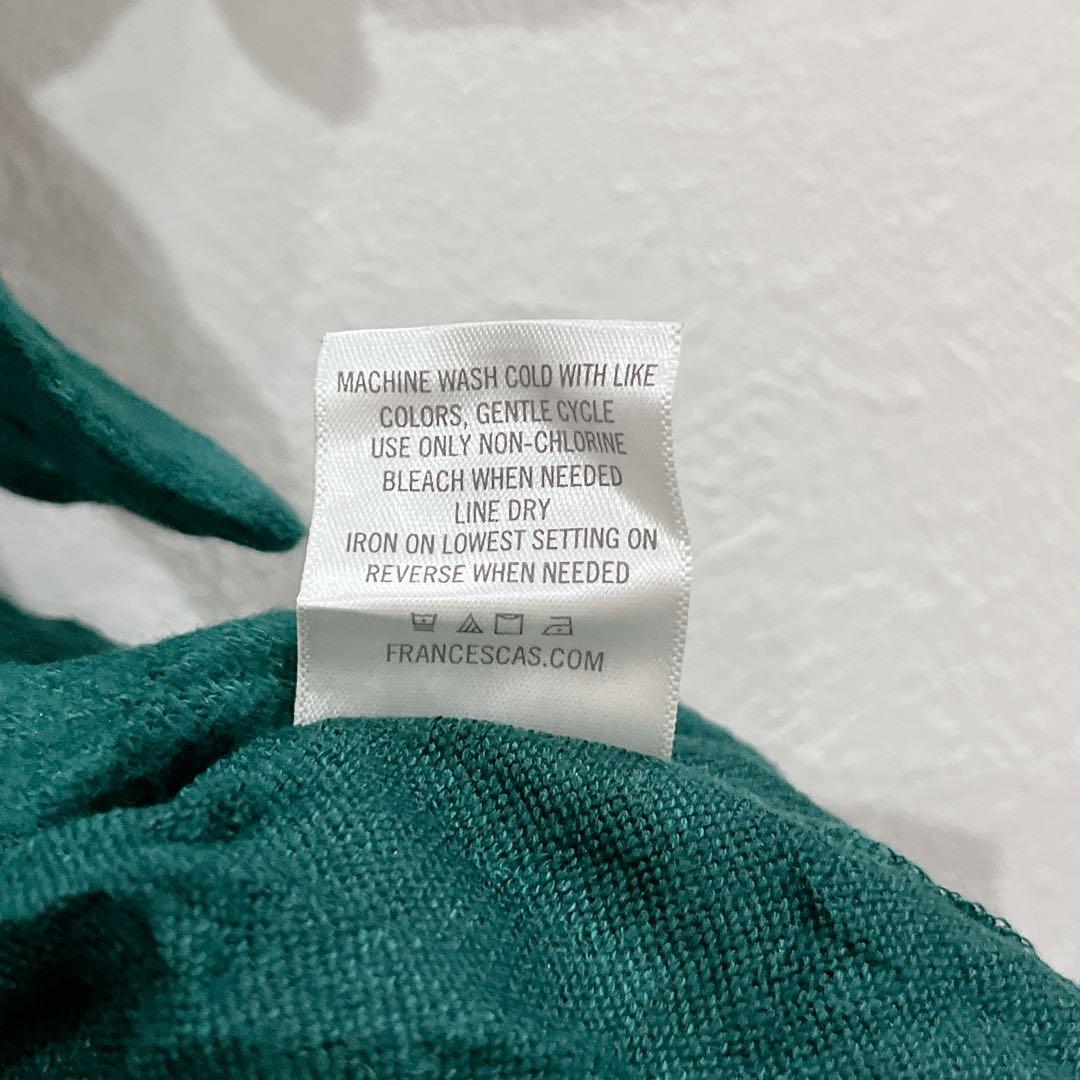 MACHINE WASH COLD WITH LIKE
COLORS, GENTLE CYCLE
USE ONLY NON-CHLORINE
BLEACH WHEN NEEDED
LINE DRY
IRON ON LOWEST SETTING ON
REVERSE WHEN NEEDED
FRANCESCAS.COM